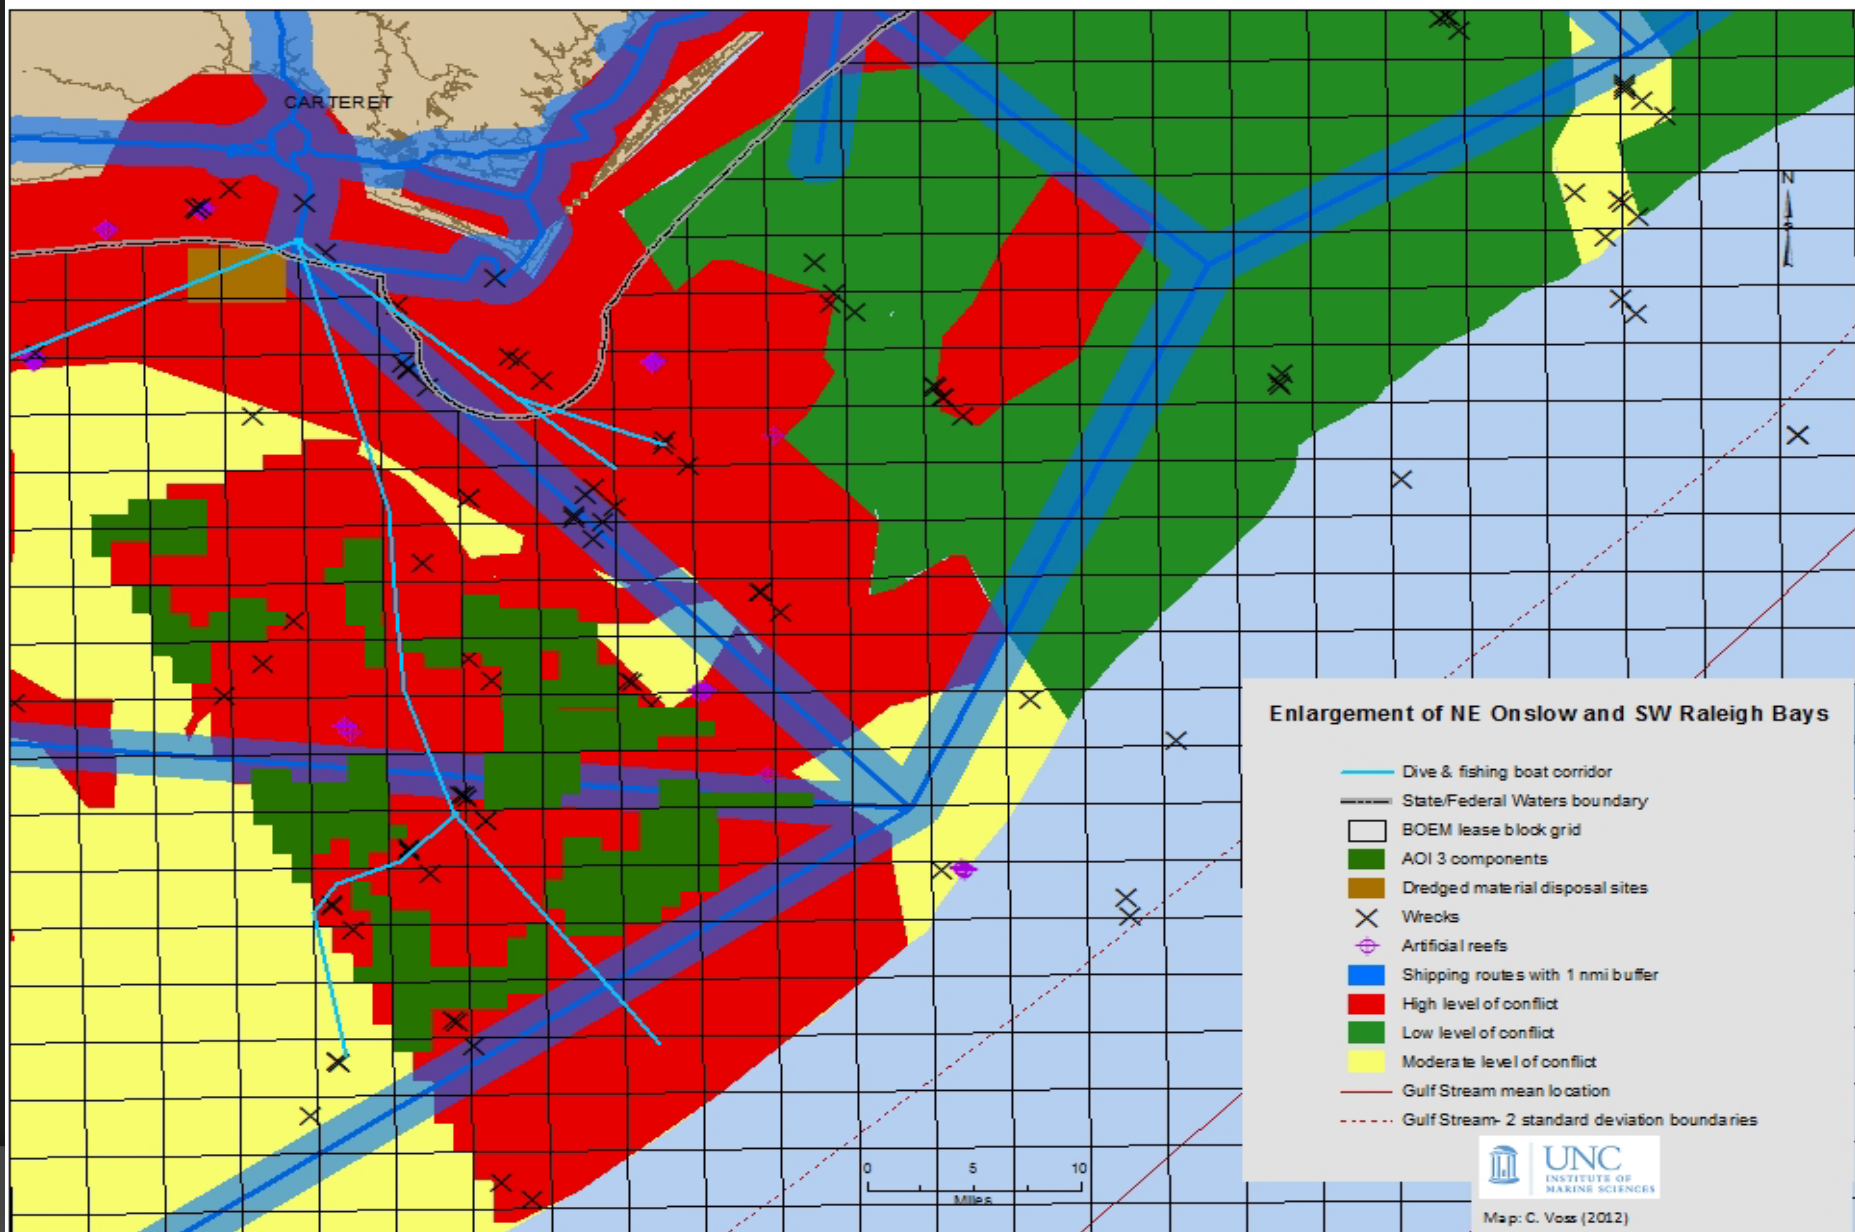 CARTERET
N
Enlargement of NE Onslow and SW Raleigh Bays
Dive & fishing boat corridor
State/Federal Waters boundary
BOEM lease block grid
AOI 3 components
Dredged material disposal sites
Wrecks
Artificial reefs
Shipping routes with 1 nmi buffer
High level of conflict
Low level of conflict
Moderate level of conflict
Gulf Stream mean location
Gulf Stream- 2 standard deviation boundaries
0 5 10
Miles
UNC
INSTITUTE OF
MARINE SCIENCES
Map: C. Voss (2012)